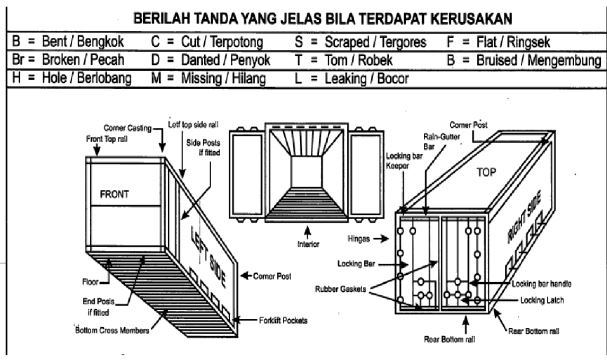 BERILAH TANDA YANG JELAS BILA TERDAPAT KERUSAKAN
B = Bent / Bengkok C = Cut / Terpotong S = Scraped / Tergores F = Flat / Ringsek
Br = Broken / Pecah D = Danted / Penyok T = Tom / Robek B = Bruised / Mengembung
H = Hole / Berlobang M = Missing / Hilang L = Leaking / Bocor
Corner Casting
Front Top rail
Letf top side rail
Side Posts
if fitted
FRONT
LEFT SIDE
Floor
End Posis
if fitted
Bottom Cross Members
Corner Post
Forklift Pockets
Interior
Corner Post
Rain-Gutter
Bar
Locking bar
Keeper
TOP
RIGHT SIDE
Hingas
Locking Bar
Rubber Gaskets
Locking bar handle
Locking Latch
Rear Bottom rail
Rear Bottom rail